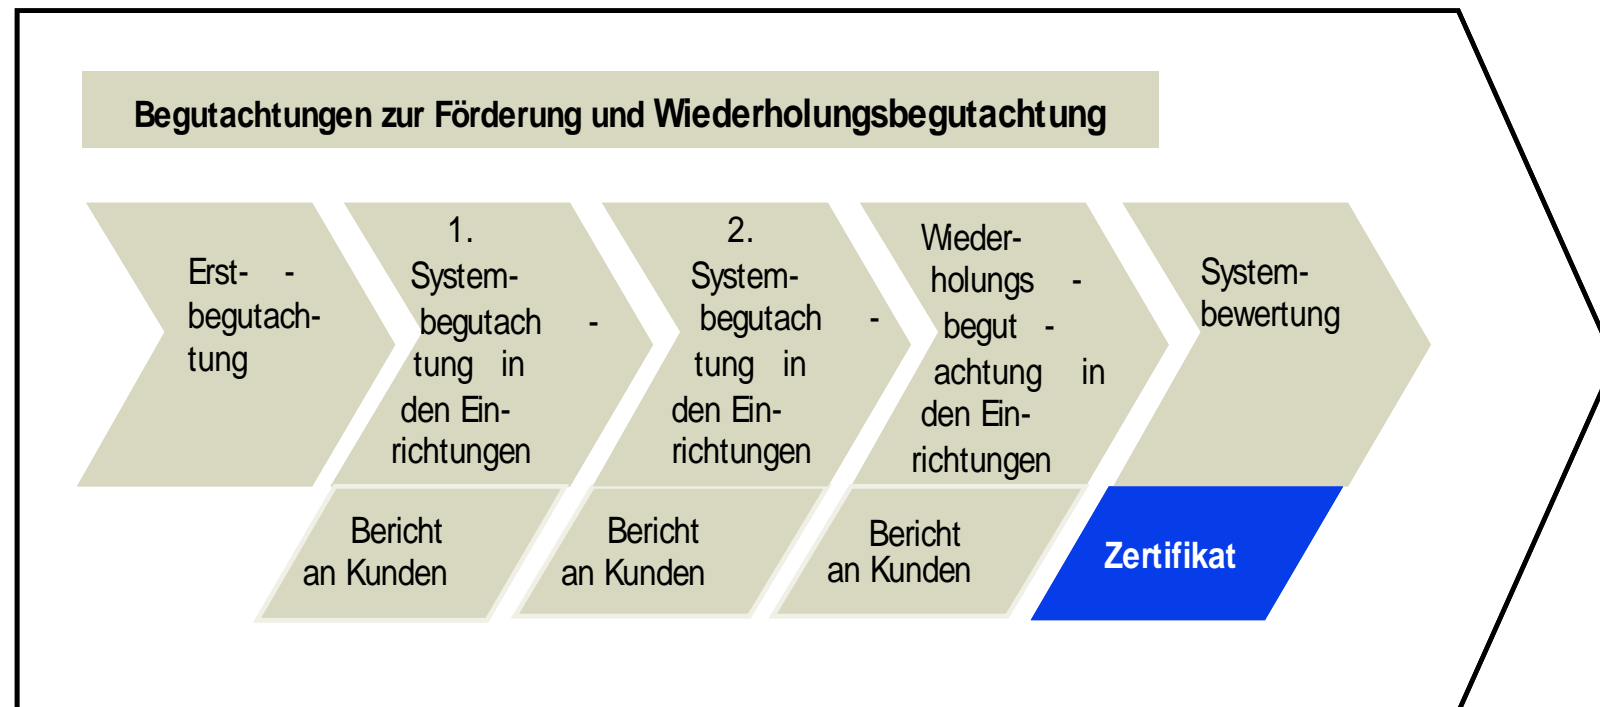 Begutachtungen zur Förderung und Wiederholungsbegutachtung
Erst- -
begutach-
tung
1.
System-
begutach -
tung in
den Ein-
richtungen
2.
System-
begutach -
tung in
den Ein-
richtungen
Wieder-
holungs -
begut -
achtung in
den Ein-
richtungen
System-
bewertung
Bericht
an Kunden
Bericht
an Kunden
Bericht
an Kunden
Zertifikat